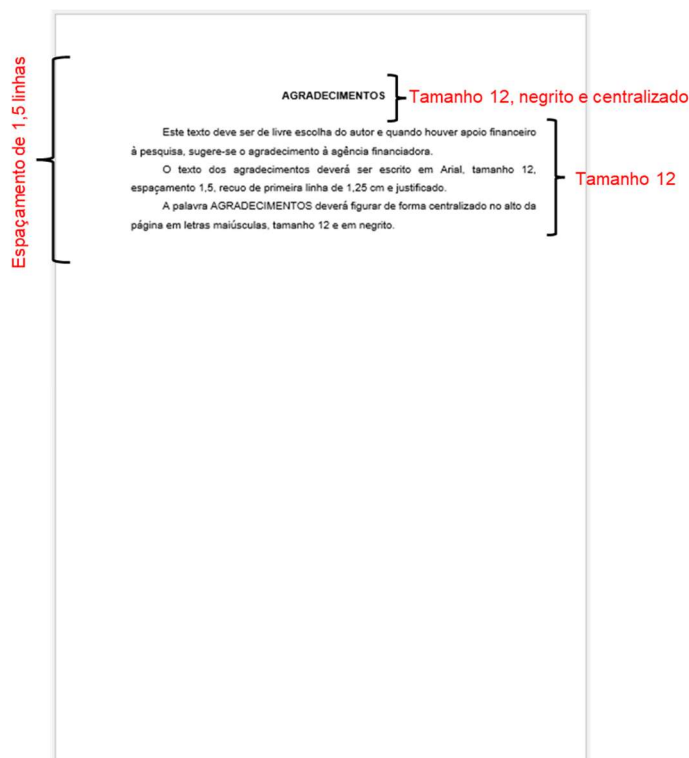 Espaçamento de 1,5 linhas
AGRADECIMENTOS
Tamanho 12, negrito e centralizado
Este texto deve ser de livre escolha do autor e quando houver apoio financeiro
à pesquisa, sugere-se o agradecimento à agência financiadora.
O texto dos agradecimentos deverá ser escrito em Arial, tamanho 12,
espaçamento 1,5, recuo de primeira linha de 1,25 cm e justificado.
A palavra AGRADECIMENTOS deverá figurar de forma centralizado no alto da
página em letras maiúsculas, tamanho 12 e em negrito.
Tamanho 12